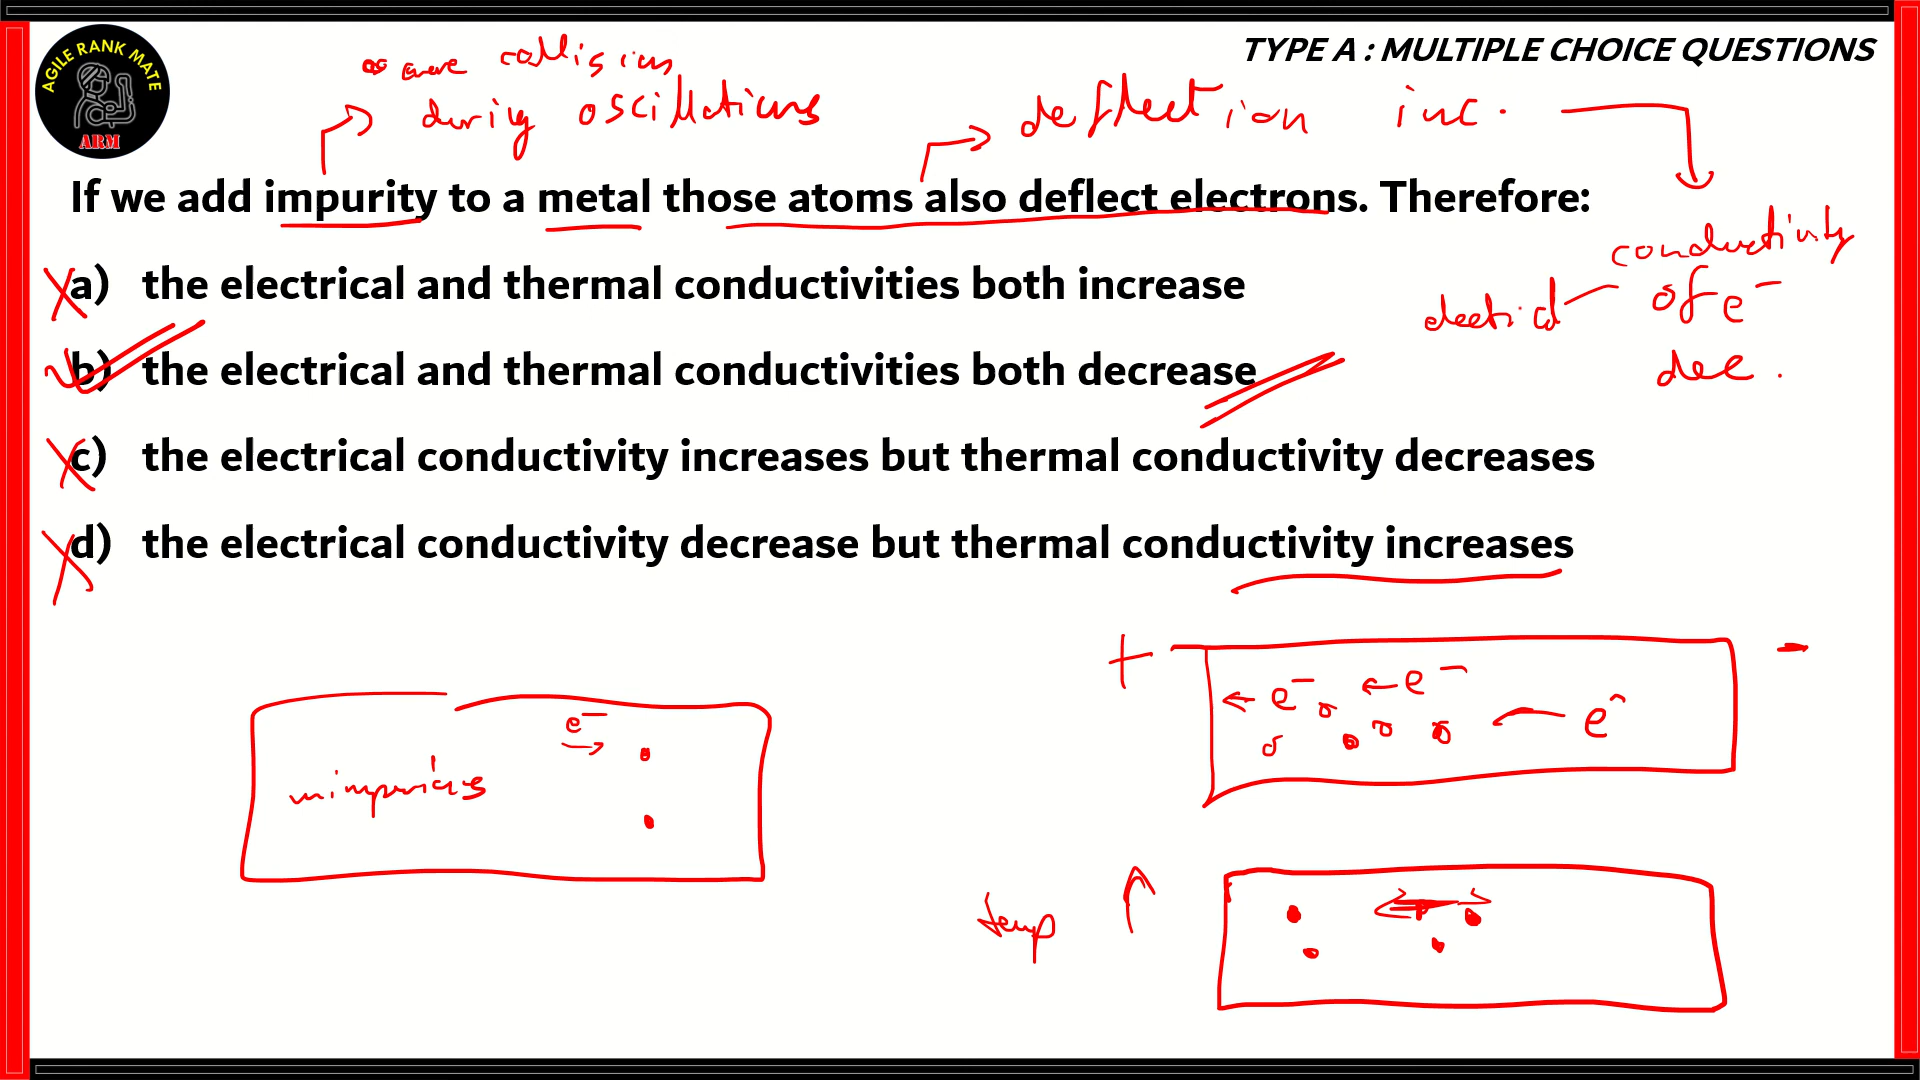 AGILE RANK MATE
ARM
TYPE A : MULTIPLE CHOICE QUESTIONS
more collisions
during oscillations
deflection inc.
If we add impurity to a metal those atoms also deflect electrons. Therefore:
conductivity
a) the electrical and thermal conductivities both increase
electrical of e-
b) the electrical and thermal conductivities both decrease
dec.
c) the electrical conductivity increases but thermal conductivity decreases
d) the electrical conductivity decrease but thermal conductivity increases
+ -
e- e-
e-
e-
temp ↑